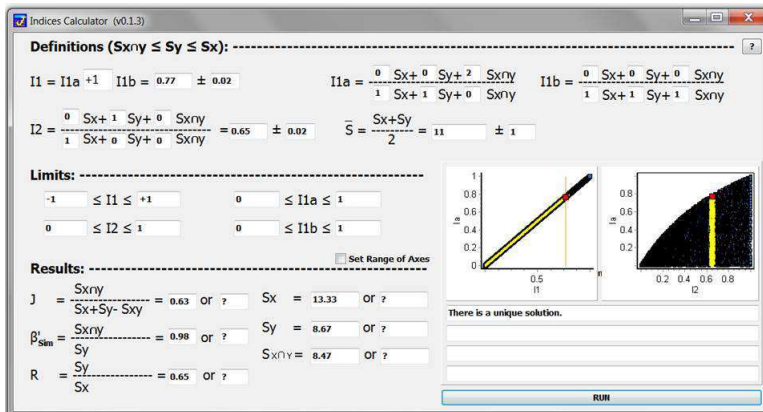 Indices Calculator (v0.1.3)
Definitions (Sx∩y ≤ Sy ≤ Sx): ?
I1 = I1a +1 I1b = 0.77 ± 0.02
I1a = 0 Sx+ 0 Sy+ 2 Sx∩y
1 Sx+ 1 Sy+ 0 Sx∩y
I1b = 0 Sx+ 0 Sy+ 0 Sx∩y
1 Sx+ 1 Sy+ 1 Sx∩y
I2 = 0 Sx+ 1 Sy+ 0 Sx∩y
1 Sx+ 0 Sy+ 0 Sx∩y
= 0.65 ± 0.02
S = Sx+Sy
2
= 11 ± 1
Limits:
-1 ≤ I1 ≤ +1
0 ≤ I1a ≤ 1
0 ≤ I2 ≤ 1
0 ≤ I1b ≤ 1
Set Range of Axes
Results:
J = Sx∩y
Sx+Sy- Sxy
= 0.63 or ?
β'Sim = Sx∩y
Sy
= 0.98 or ?
R = Sy
Sx
= 0.65 or ?
Sx = 13.33 or ?
Sy = 8.67 or ?
Sx∩Y = 8.47 or ?
1
0.8
0.6
0.4
0.2
0
Ia
0.5
I1
0.8
0.6
0.4
0.2
Ia
0.2 0.4 0.6 0.8
I2
There is a unique solution.
RUN